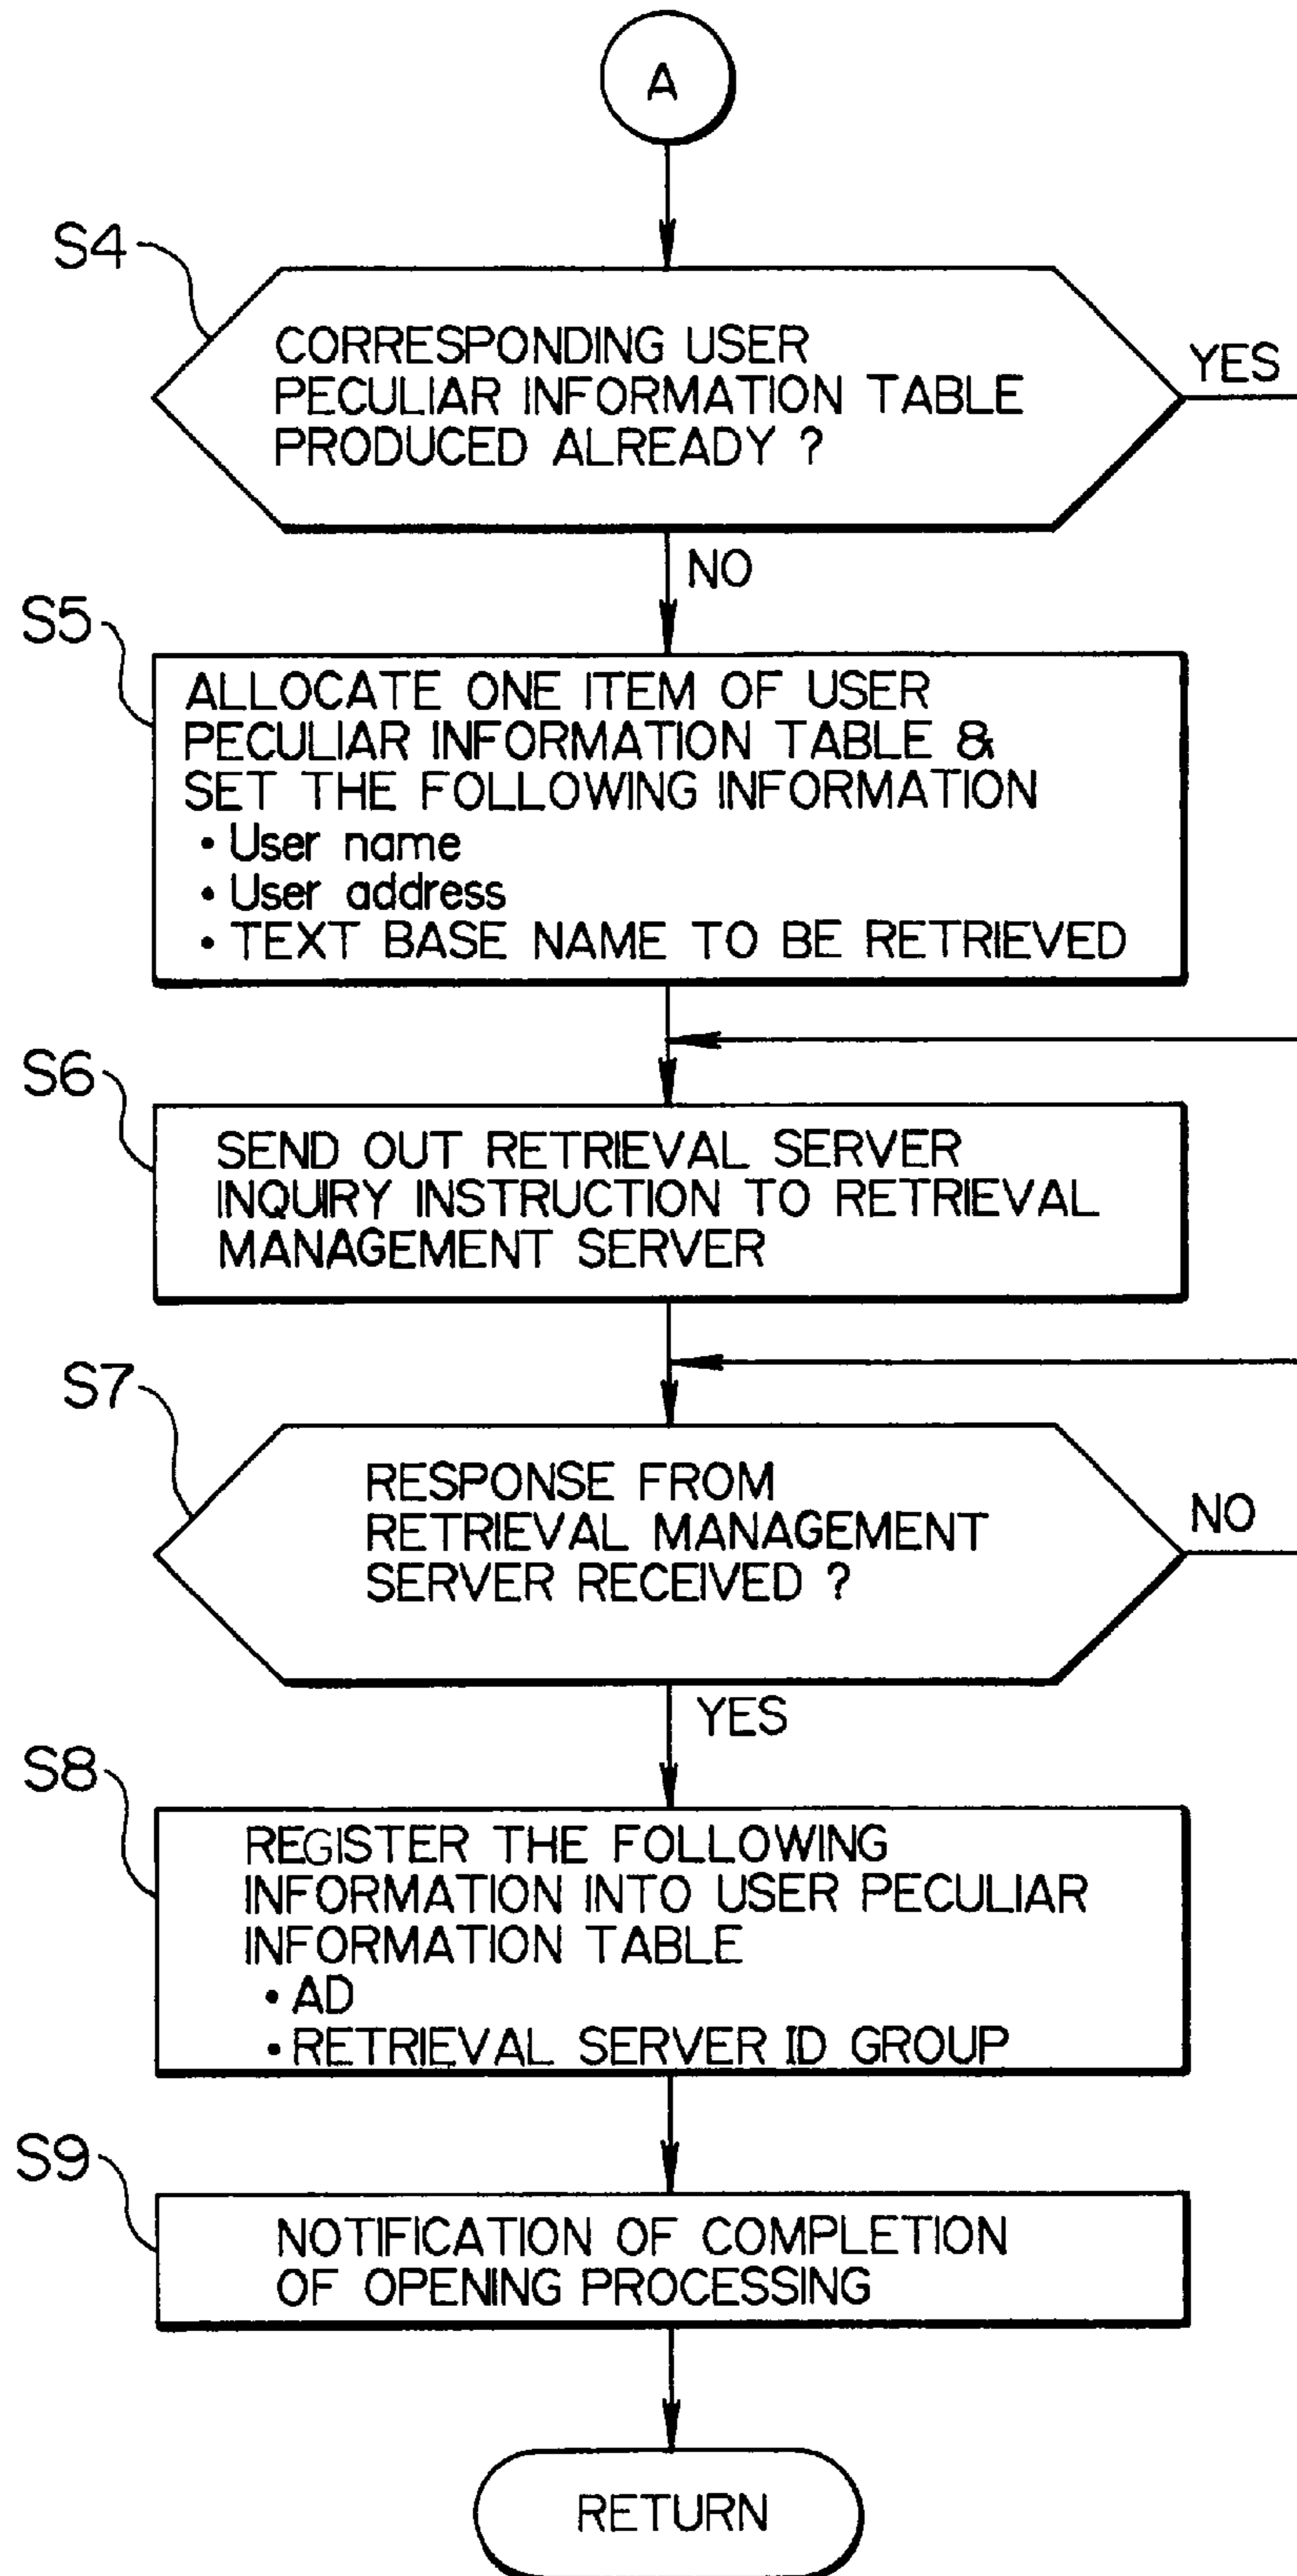 A
S4
CORRESPONDING USER
PECULIAR INFORMATION TABLE
PRODUCED ALREADY ?
YES
NO
S5
ALLOCATE ONE ITEM OF USER
PECULIAR INFORMATION TABLE &
SET THE FOLLOWING INFORMATION
• User name
• User address
• TEXT BASE NAME TO BE RETRIEVED
S6
SEND OUT RETRIEVAL SERVER
INQUIRY INSTRUCTION TO RETRIEVAL
MANAGEMENT SERVER
S7
RESPONSE FROM
RETRIEVAL MANAGEMENT
SERVER RECEIVED ?
NO
YES
S8
REGISTER THE FOLLOWING
INFORMATION INTO USER PECULIAR
INFORMATION TABLE
• AD
• RETRIEVAL SERVER ID GROUP
S9
NOTIFICATION OF COMPLETION
OF OPENING PROCESSING
RETURN